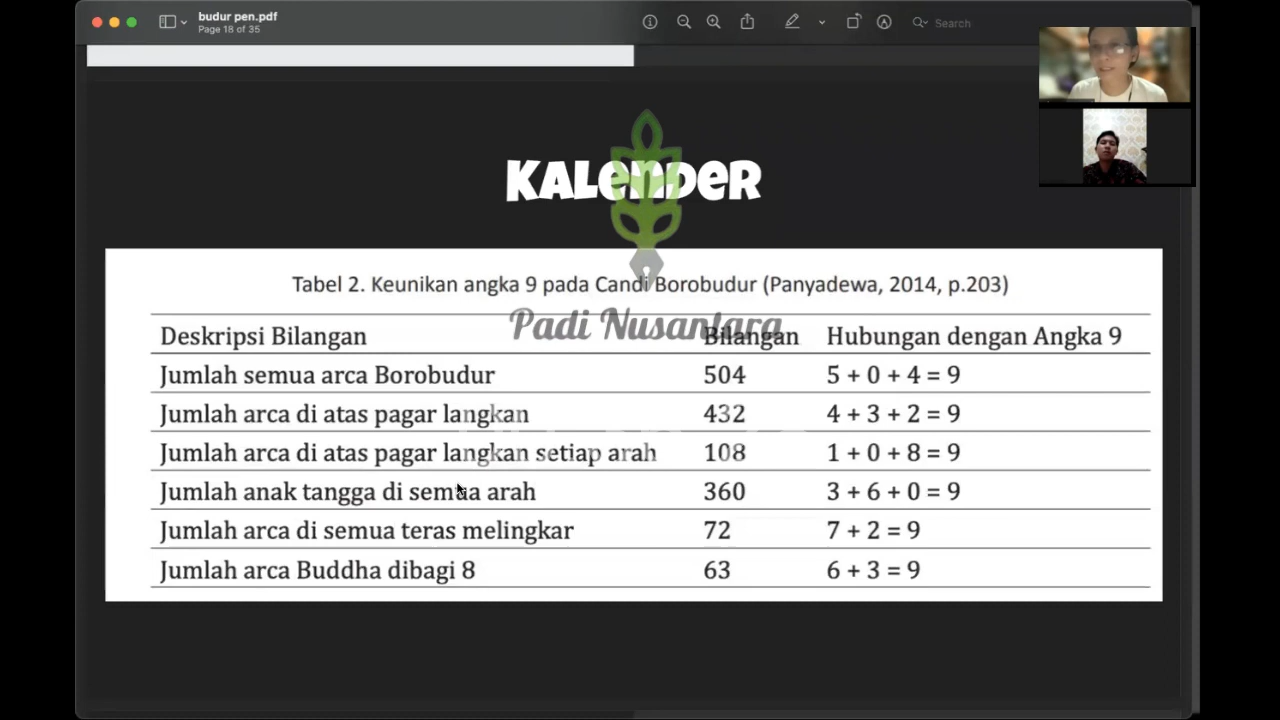 budur pen.pdf
Page 18 of 35
Search
KALENDER
Tabel 2. Keunikan angka 9 pada Candi Borobudur (Panyadewa, 2014, p.203)
Padi Nusantara
Deskripsi Bilangan Bilangan Hubungan dengan Angka 9
Jumlah semua arca Borobudur 504 5 + 0 + 4 = 9
Jumlah arca di atas pagar langkan 432 4 + 3 + 2 = 9
Jumlah arca di atas pagar langkan setiap arah 108 1 + 0 + 8 = 9
Jumlah anak tangga di semua arah 360 3 + 6 + 0 = 9
Jumlah arca di semua teras melingkar 72 7 + 2 = 9
Jumlah arca Buddha dibagi 8 63 6 + 3 = 9